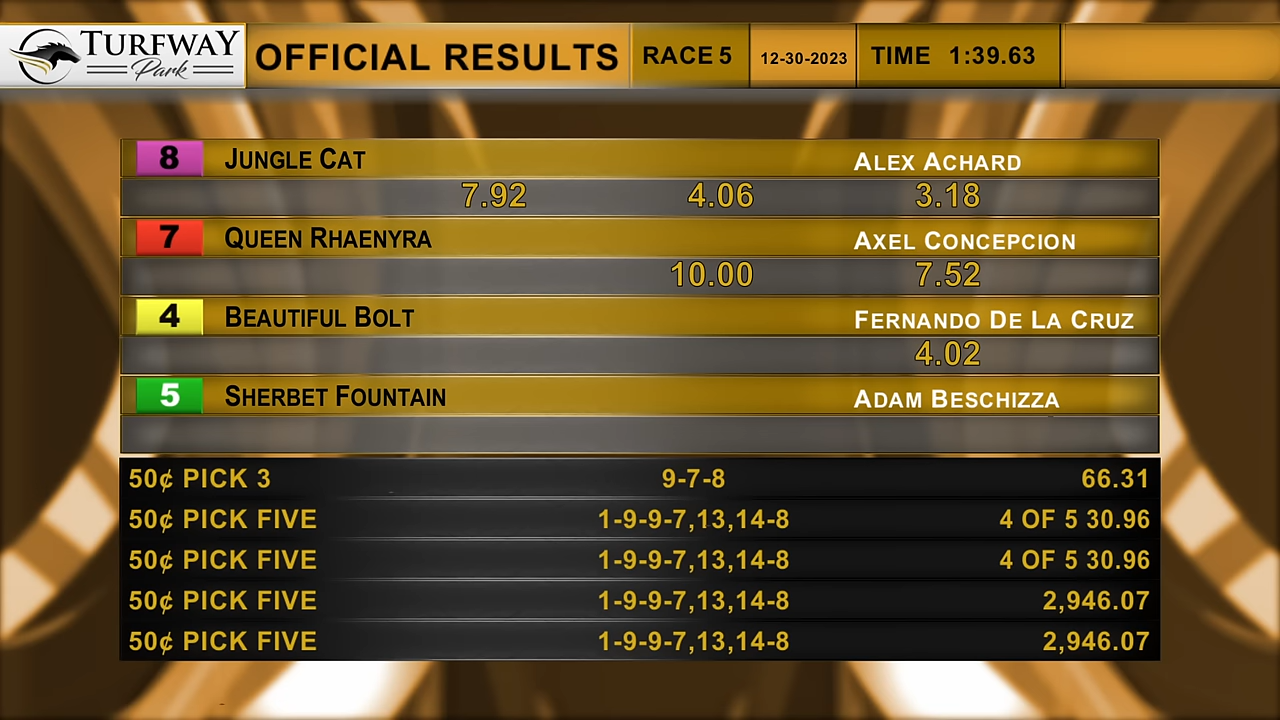 TURFWAY Park OFFICIAL RESULTS RACE 5 12-30-2023 TIME 1:39.63
8 JUNGLE CAT ALEX ACHARD
7.92 4.06 3.18
7 QUEEN RHAENYRA AXEL CONCEPCION
10.00 7.52
4 BEAUTIFUL BOLT FERNANDO DE LA CRUZ
4.02
5 SHERBET FOUNTAIN ADAM BESCHIZZA
50¢ PICK 3 9-7-8 66.31
50¢ PICK FIVE 1-9-9-7,13,14-8 4 OF 5 30.96
50¢ PICK FIVE 1-9-9-7,13,14-8 4 OF 5 30.96
50¢ PICK FIVE 1-9-9-7,13,14-8 2,946.07
50¢ PICK FIVE 1-9-9-7,13,14-8 2,946.07